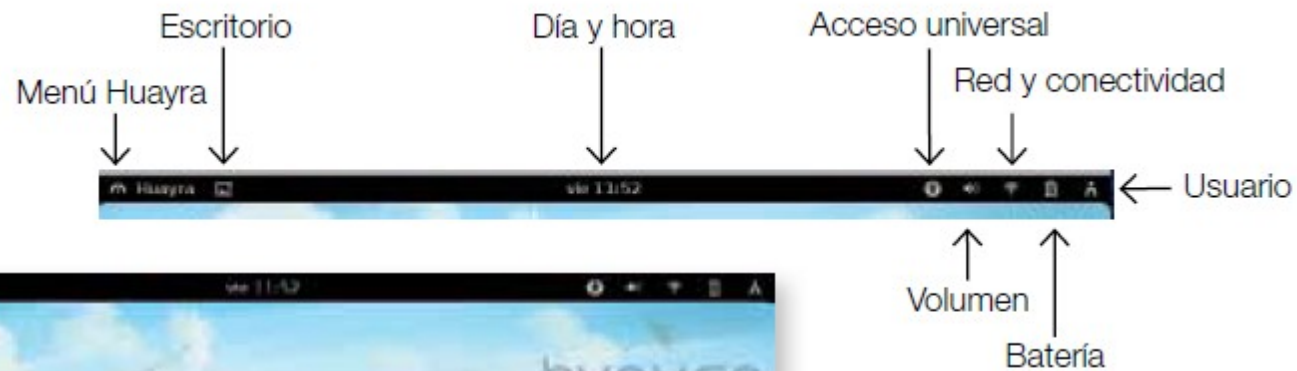 Escritorio
Día y hora
Acceso universal
Menú Huayra
Red y conectividad
Huayra
vie 11:52
Usuario
vie 11:52
Volumen
Batería